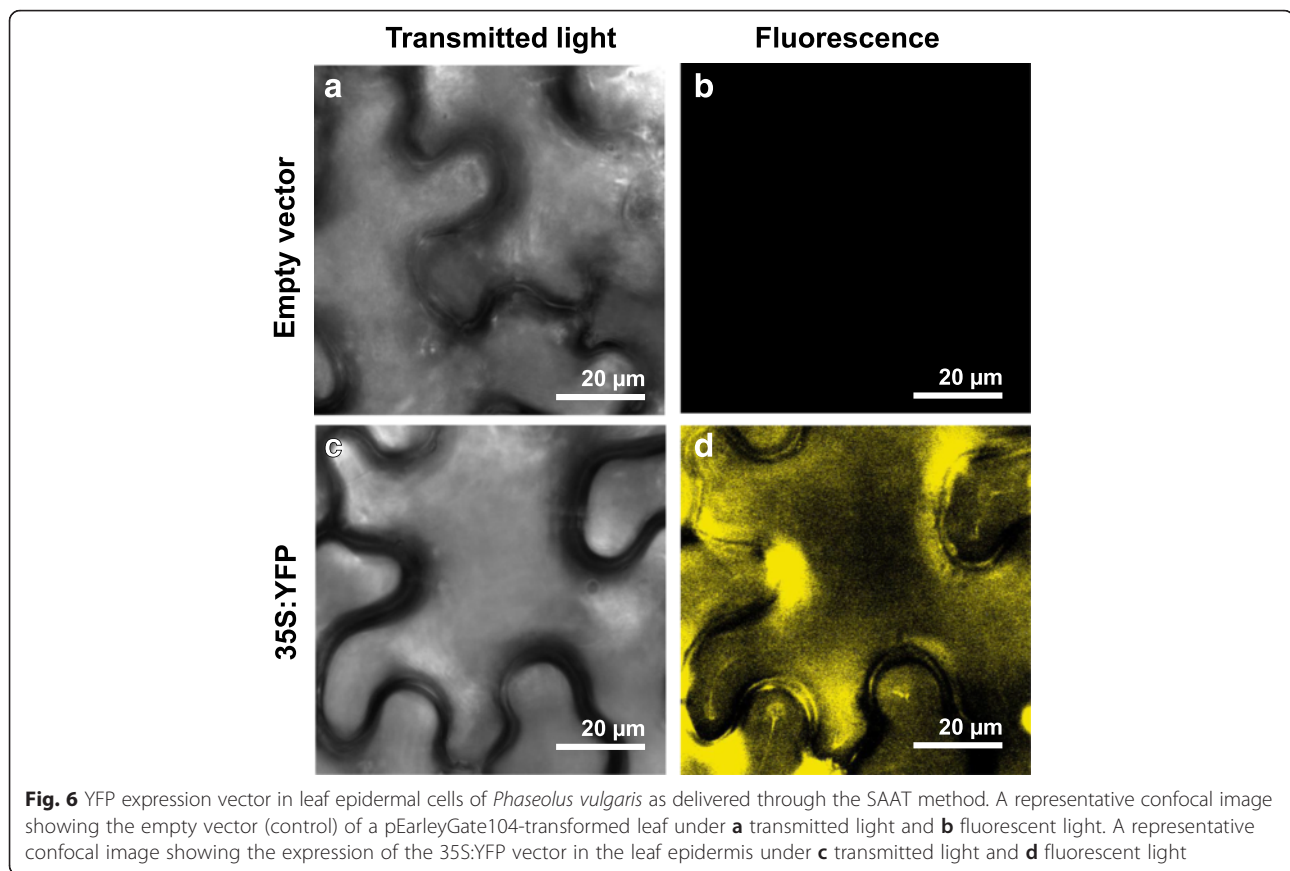 Transmitted light
Fluorescence
Empty vector
a
20 µm
b
20 µm
35S:YFP
c
20 µm
d
20 µm
Fig. 6 YFP expression vector in leaf epidermal cells of Phaseolus vulgaris as delivered through the SAAT method. A representative confocal image
showing the empty vector (control) of a pEarleyGate104-transformed leaf under a transmitted light and b fluorescent light. A representative
confocal image showing the expression of the 35S:YFP vector in the leaf epidermis under c transmitted light and d fluorescent light